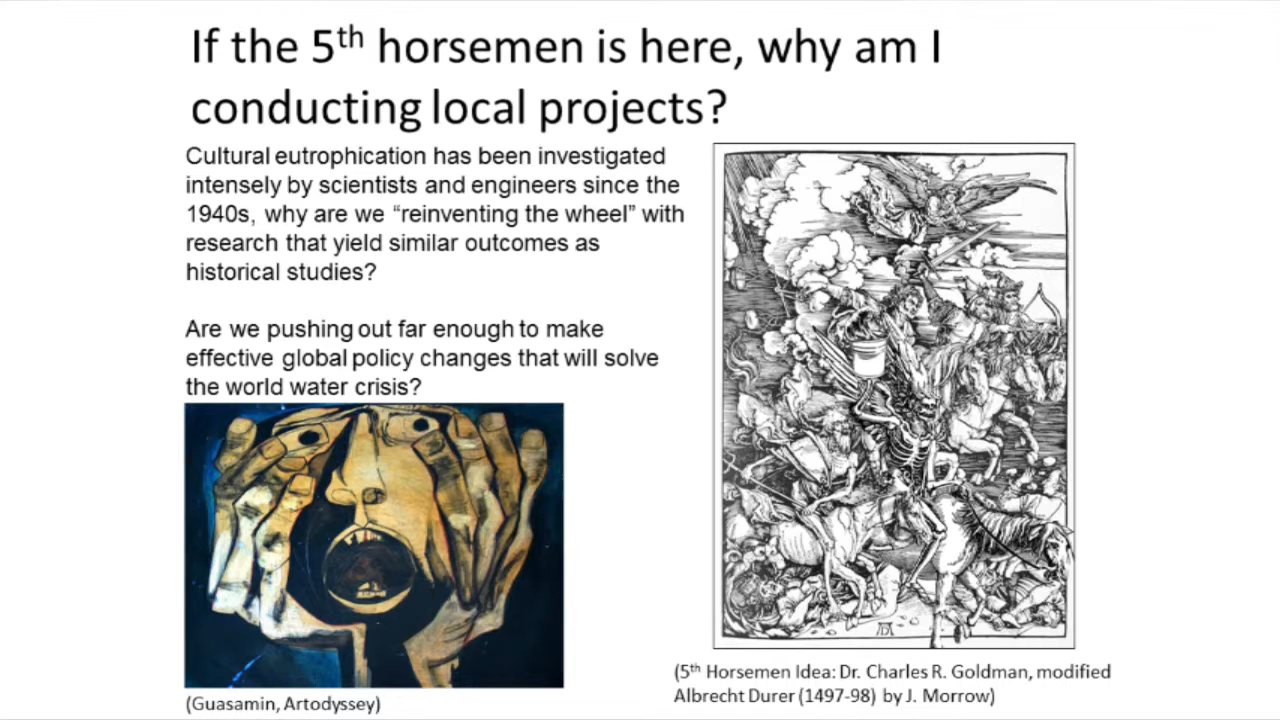 If the 5th horsemen is here, why am I
conducting local projects?
Cultural eutrophication has been investigated
intensely by scientists and engineers since the
1940s, why are we “reinventing the wheel” with
research that yield similar outcomes as
historical studies?
Are we pushing out far enough to make
effective global policy changes that will solve
the world water crisis?
(Guasamin, Artodyssey)
AD
(5th Horsemen Idea: Dr. Charles R. Goldman, modified
Albrecht Durer (1497-98) by J. Morrow)